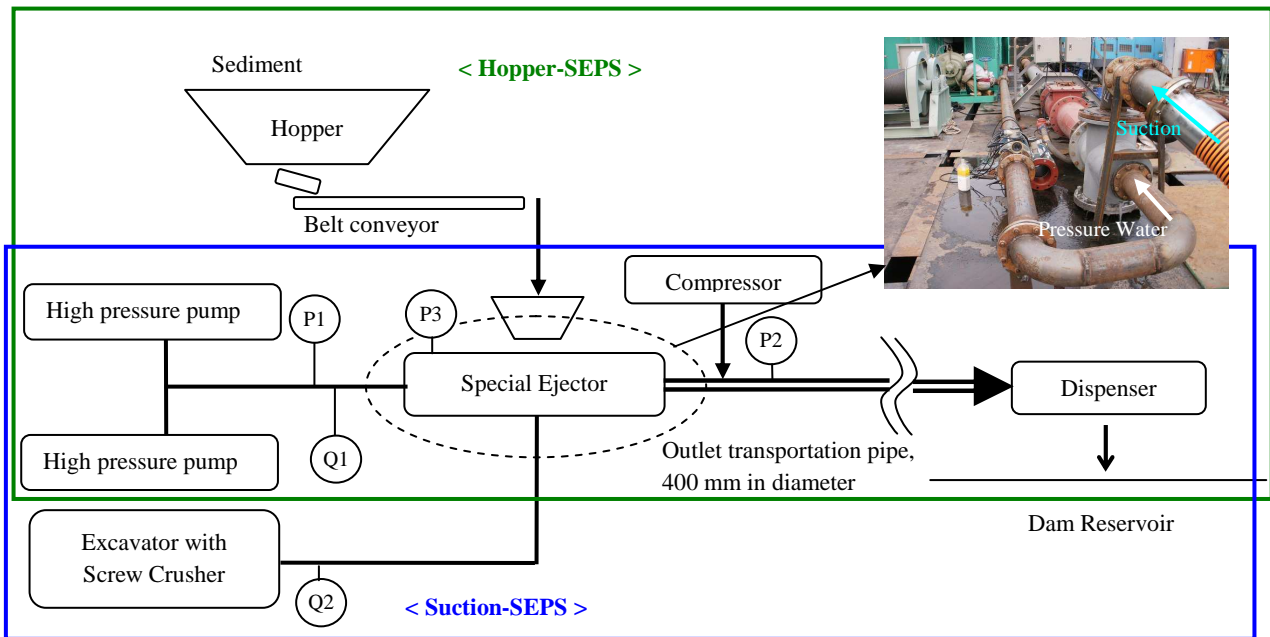 Sediment
< Hopper-SEPS >
Hopper
Suction
Belt conveyor
Pressure Water
Compressor
High pressure pump
P1
P3
P2
Special Ejector
Dispenser
High pressure pump
Q1
Outlet transportation pipe,
400 mm in diameter
Dam Reservoir
Excavator with
Screw Crusher
Q2
< Suction-SEPS >